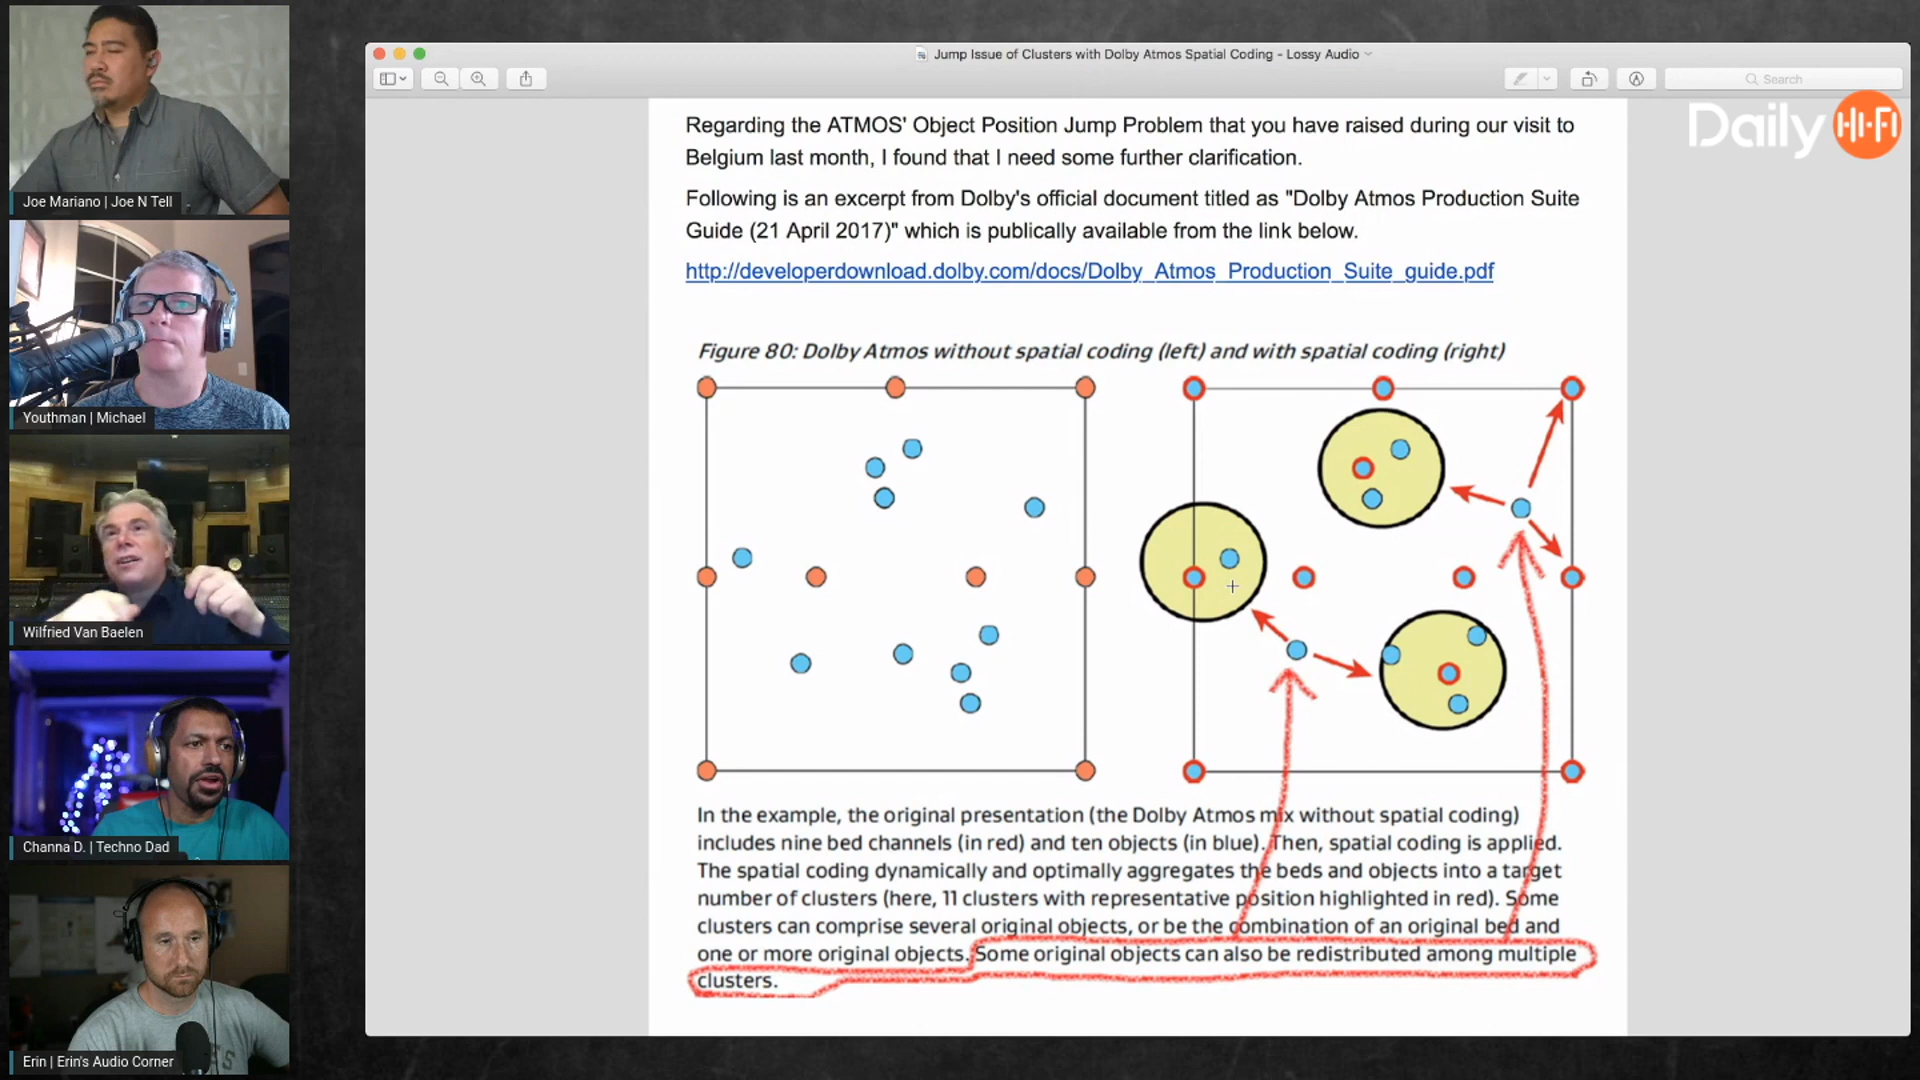 Jump Issue of Clusters with Dolby Atmos Spatial Coding - Lossy Audio
Search
Daily HI-FI
Regarding the ATMOS' Object Position Jump Problem that you have raised during our visit to
Belgium last month, I found that I need some further clarification.
Following is an excerpt from Dolby's official document titled as "Dolby Atmos Production Suite
Guide (21 April 2017)" which is publically available from the link below.
http://developerdownload.dolby.com/docs/Dolby_Atmos_Production_Suite_guide.pdf
Figure 80: Dolby Atmos without spatial coding (left) and with spatial coding (right)
In the example, the original presentation (the Dolby Atmos mix without spatial coding)
includes nine bed channels (in red) and ten objects (in blue). Then, spatial coding is applied.
The spatial coding dynamically and optimally aggregates the beds and objects into a target
number of clusters (here, 11 clusters with representative position highlighted in red). Some
clusters can comprise several original objects, or be the combination of an original bed and
one or more original objects. Some original objects can also be redistributed among multiple
clusters.
Joe Mariano | Joe N Tell
Youthman | Michael
Wilfried Van Baelen
Channa D. | Techno Dad
Erin | Erin's Audio Corner